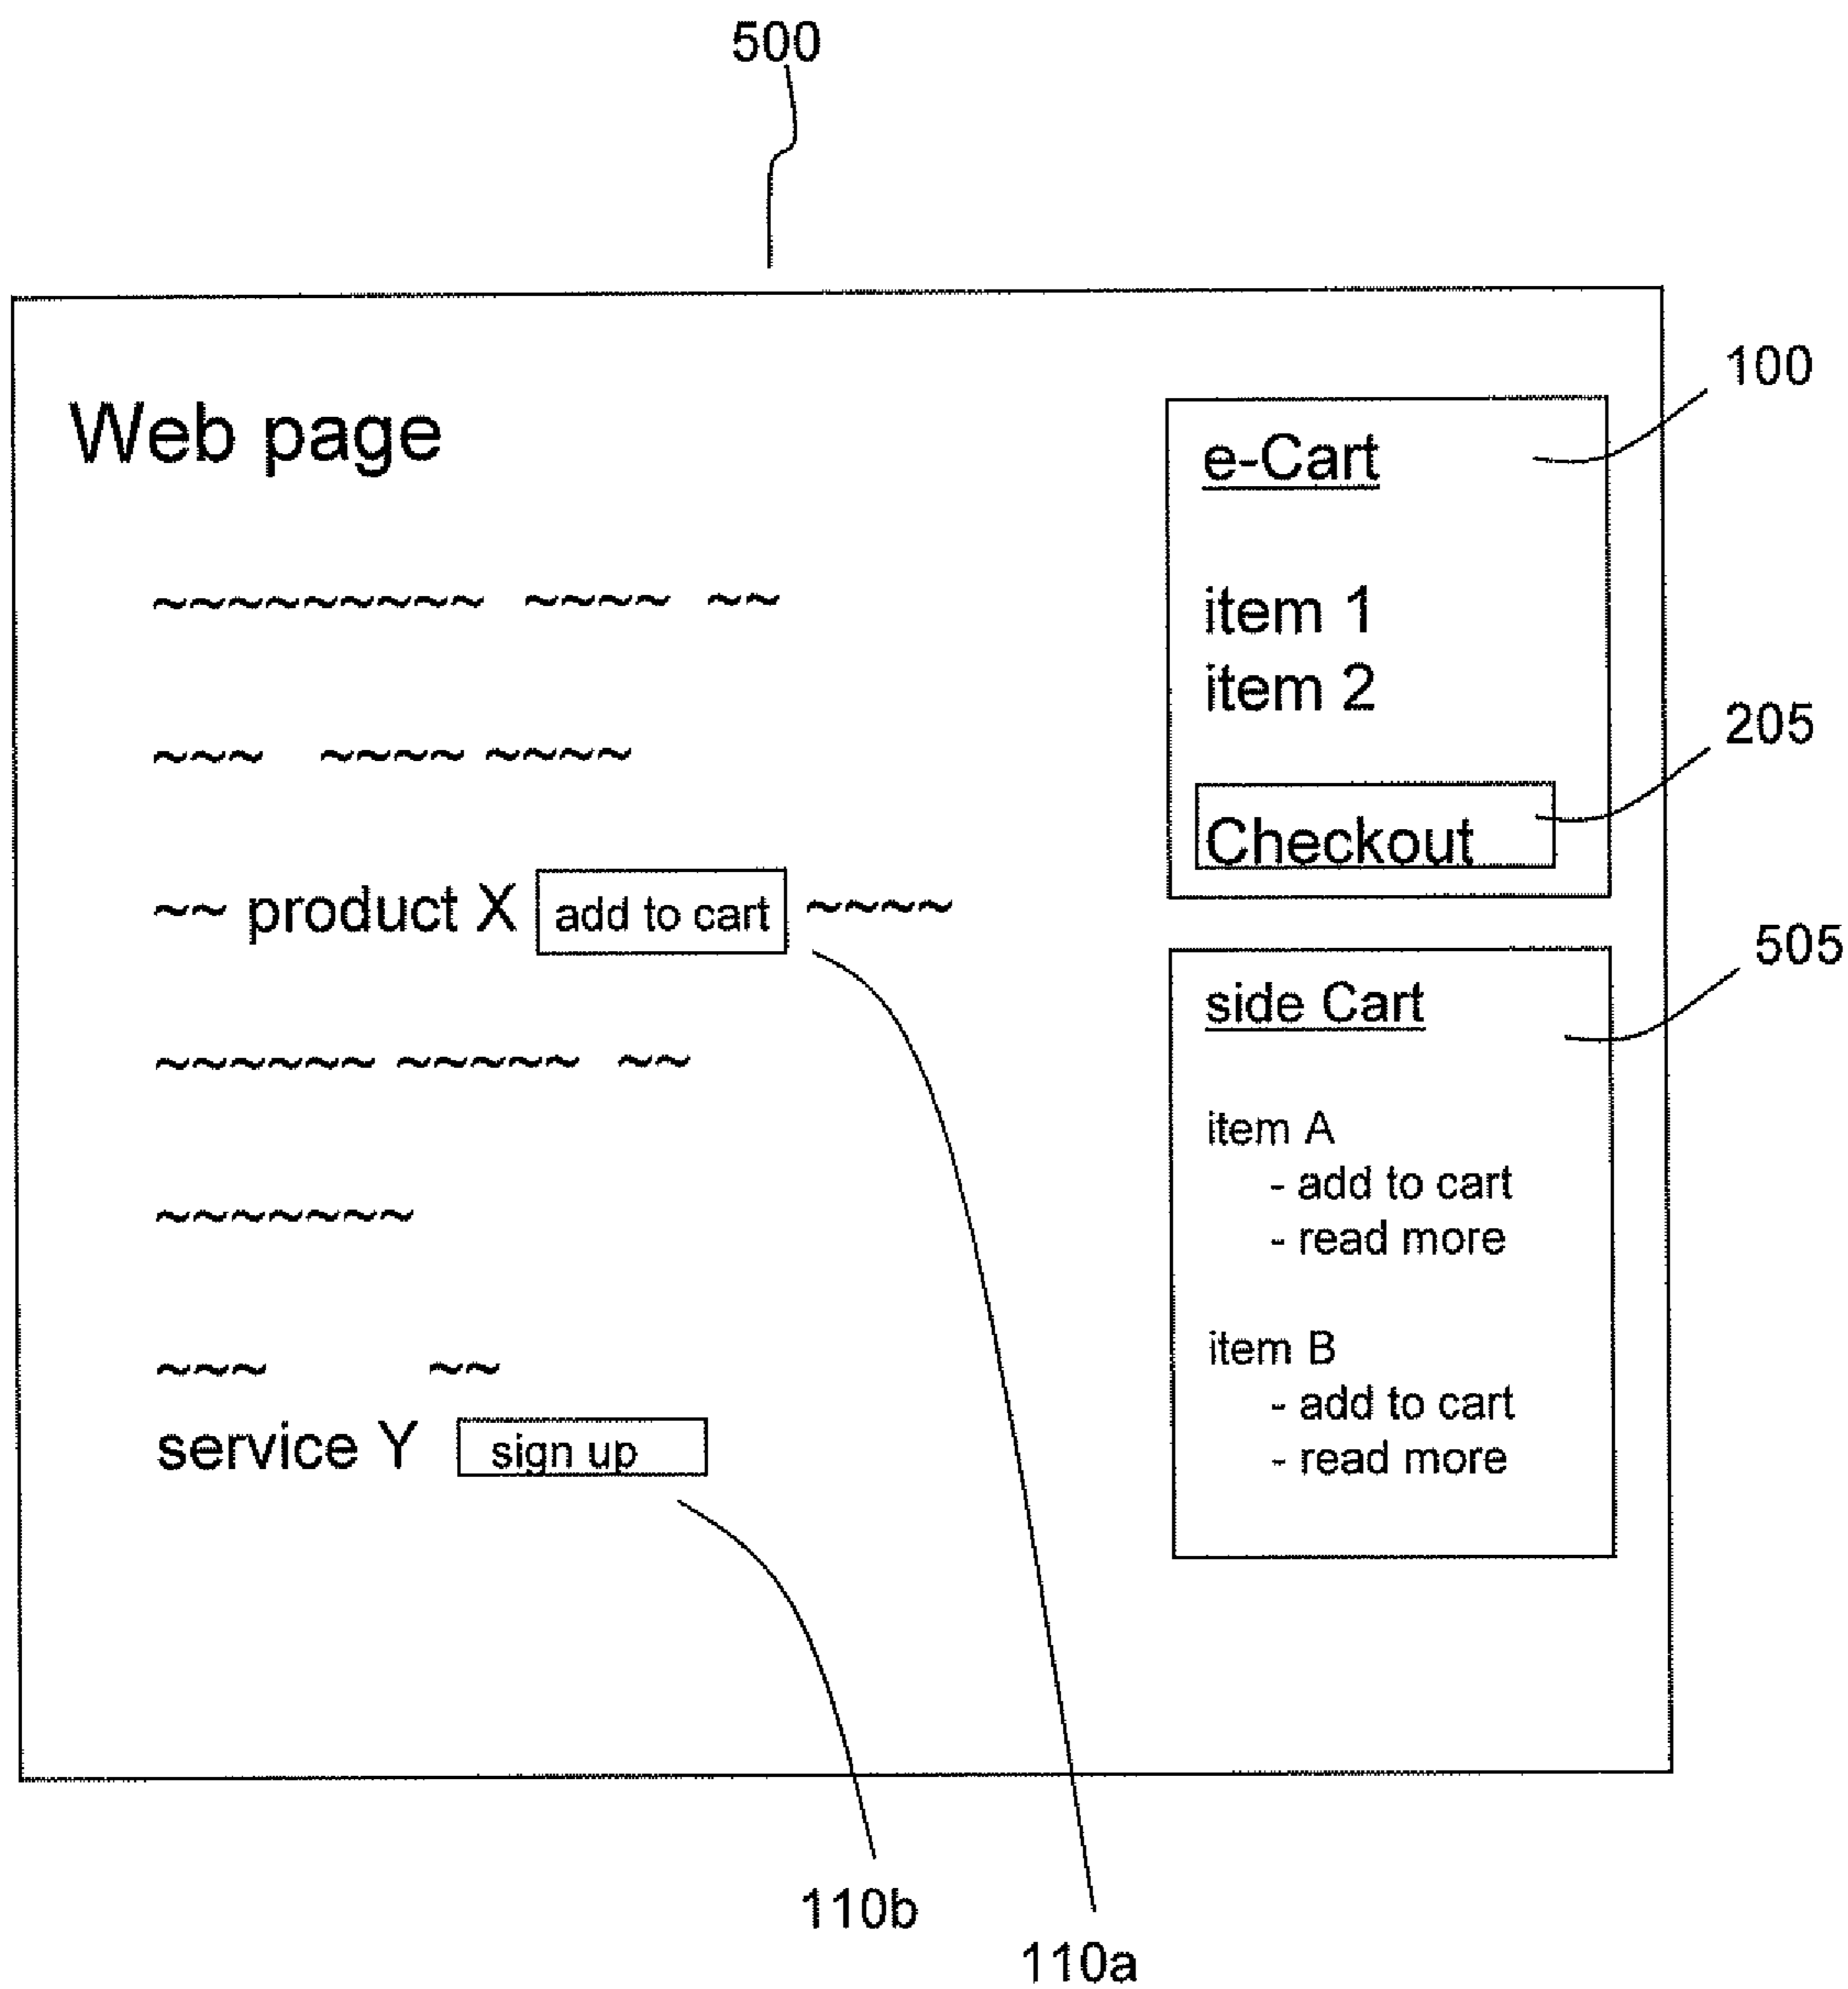 500
Web page
~~~~~~~~~ ~~~~ ~~
~~~ ~~~~ ~~~~
~~ product X add to cart ~~~~
~~~~~~ ~~~~~ ~~
~~~~~~~
~~~ ~~
service Y sign up
100
e-Cart
item 1
item 2
205
Checkout
505
side Cart
item A
- add to cart
- read more
item B
- add to cart
- read more
110b
110a